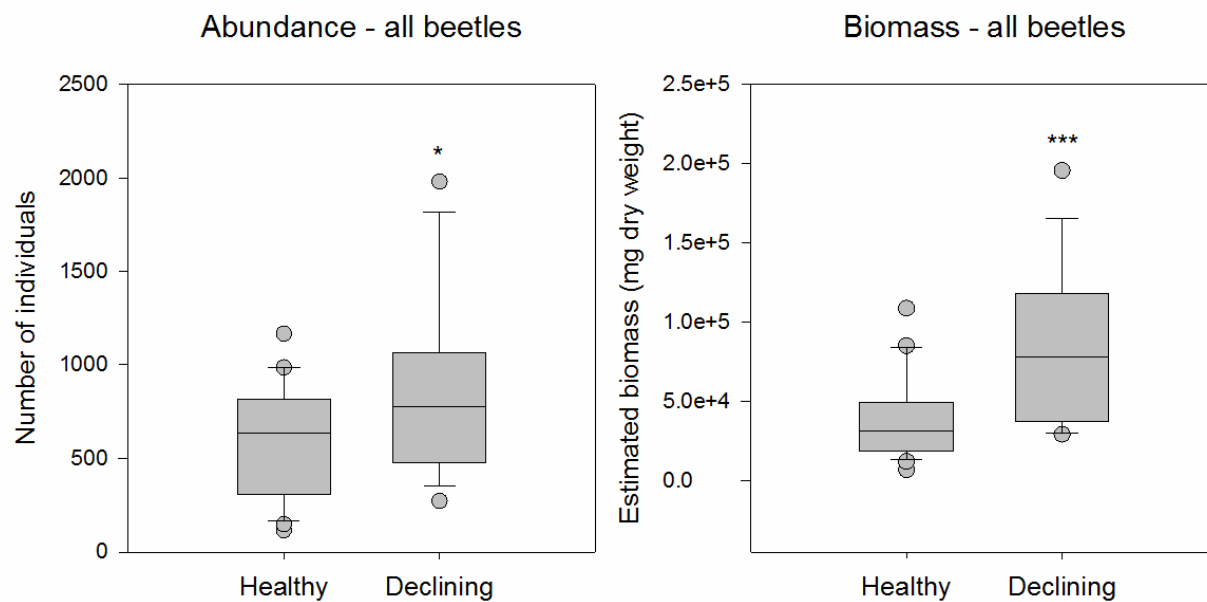 Abundance - all beetles
Number of individuals
2500
2000
1500
1000
500
0
*
Healthy
Declining
Biomass - all beetles
Estimated biomass (mg dry weight)
2.5e+5
2.0e+5
1.5e+5
1.0e+5
5.0e+4
0.0
***
Healthy
Declining